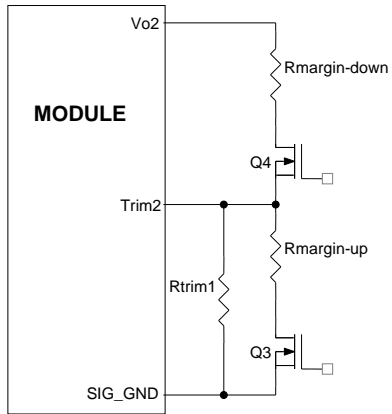 Vo2
Rmargin-down
MODULE
Q4
Trim2
Rmargin-up
Rtrim1
Q3
SIG_GND